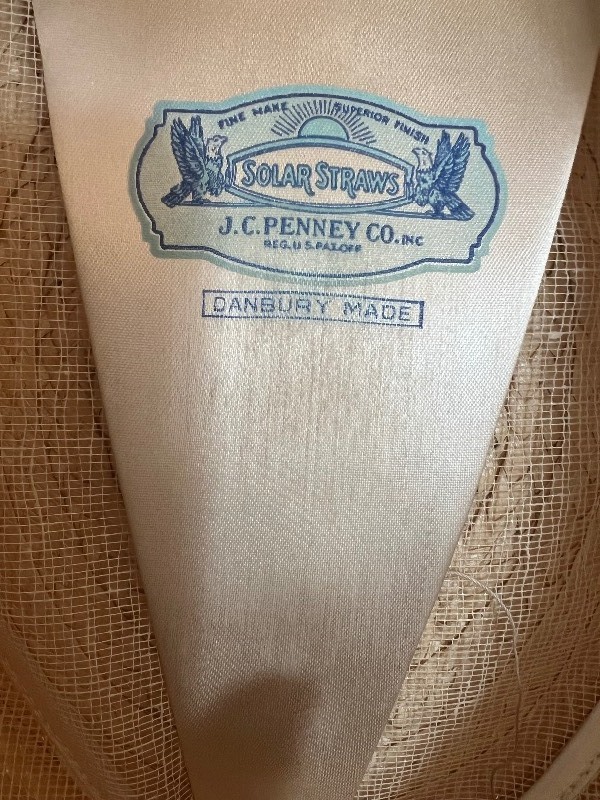 FINE MAKE SUPERIOR FINISH
SOLAR STRAWS
J.C. PENNEY CO. INC
REG. U.S. PAT. OFF
DANBURY MADE